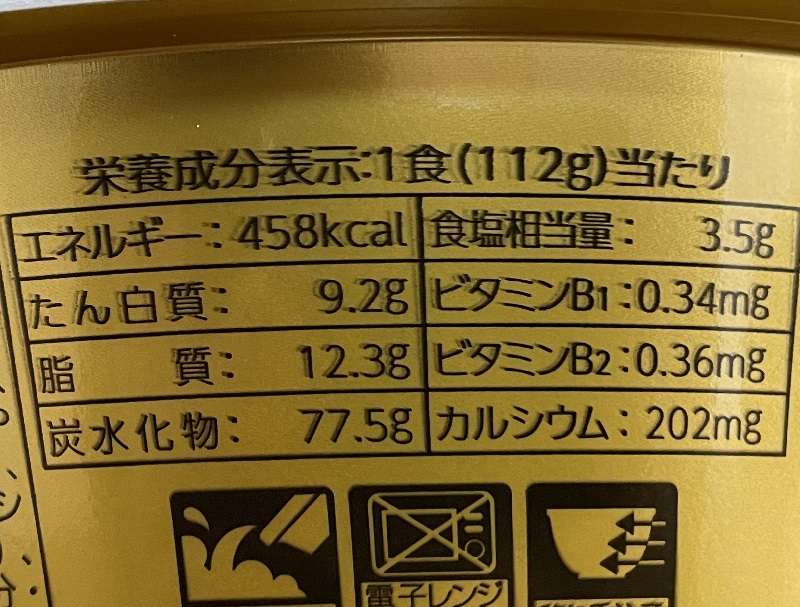 栄養成分表示:1食(112g)当たり
エネルギー: 458kcal 食塩相当量: 3.5g
たん白質: 9.2g ビタミンB1:0.34mg
脂質: 12.3g ビタミンB2:0.36mg
炭水化物: 77.5g カルシウム: 202mg
電子レンジ